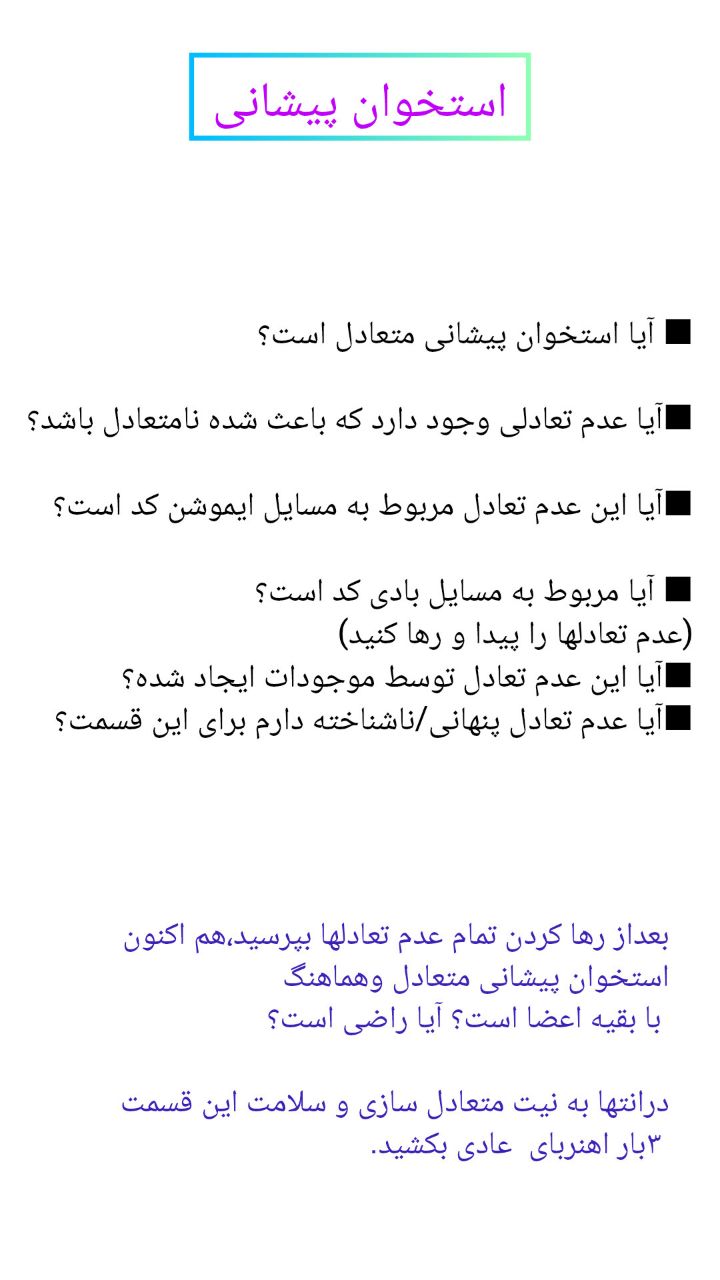 استخوان پیشانی
■ آیا استخوان پیشانی متعادل است؟
■آیا عدم تعادلی وجود دارد که باعث شده نامتعادل باشد؟
■آیا این عدم تعادل مربوط به مسایل ایموشن کد است؟
■ آیا مربوط به مسایل بادی کد است؟
(عدم تعادلها را پیدا و رها کنید)
■آیا این عدم تعادل توسط موجودات ایجاد شده؟
■آیا عدم تعادل پنهانی/ناشناخته دارم برای این قسمت؟
بعداز رها کردن تمام عدم تعادلها بپرسید،هم اکنون
استخوان پیشانی متعادل وهماهنگ
با بقیه اعضا است؟ آیا راضی است؟
درانتها به نیت متعادل سازی و سلامت این قسمت
۳بار اهنربای عادی بکشید.